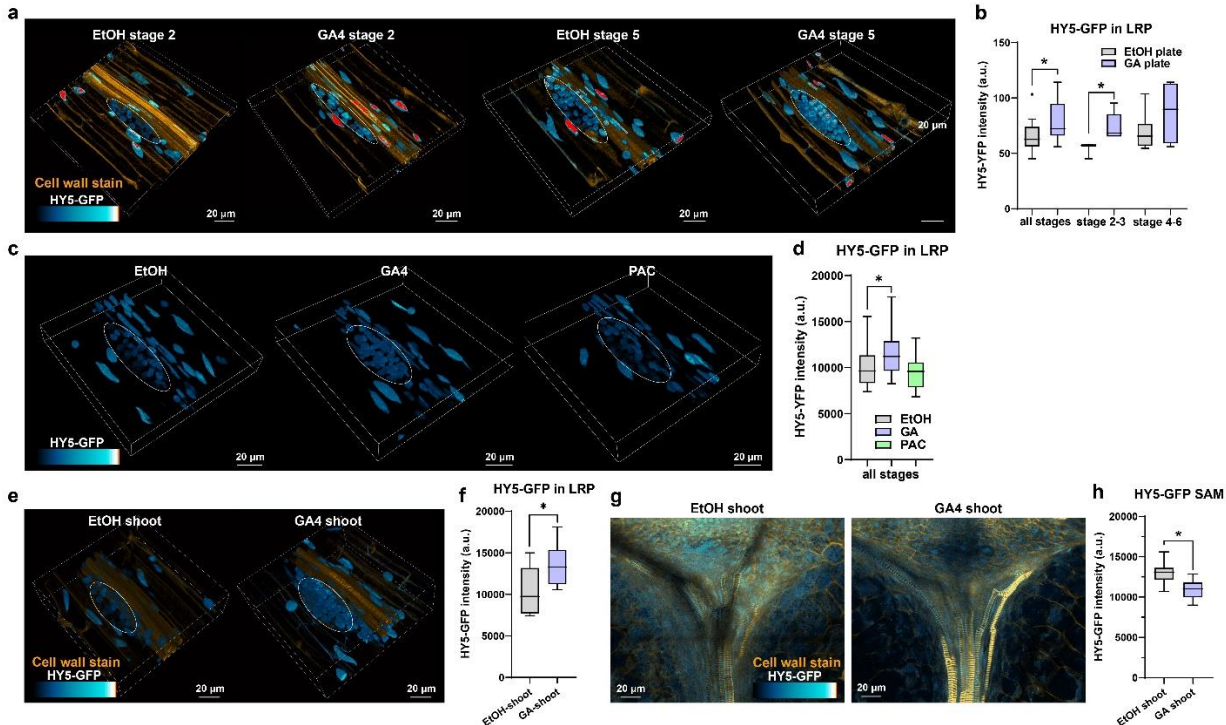 a
EtOH stage 2
GA4 stage 2
EtOH stage 5
GA4 stage 5
20 µm
Cell wall stain
HY5-GFP
20 µm
20 µm
20 µm
b
HY5-GFP in LRP
HY5-YFP intensity (a.u.)
150
100
50
0
*
*
EtOH plate
GA plate
all stages
stage 2-3
stage 4-6
c
EtOH
GA4
PAC
HY5-GFP
20 µm
20 µm
20 µm
d
HY5-GFP in LRP
HY5-YFP intensity (a.u.)
20000
15000
10000
5000
0
*
EtOH
GA
PAC
all stages
e
EtOH shoot
GA4 shoot
Cell wall stain
HY5-GFP
20 µm
20 µm
f
HY5-GFP in LRP
HY5-GFP intensity (a.u.)
20000
15000
10000
5000
0
*
EtOH-shoot
GA-shoot
g
EtOH shoot
GA4 shoot
20 µm
Cell wall stain
HY5-GFP
20 µm
h
HY5-GFP SAM
HY5-GFP intensity (a.u.)
20000
15000
10000
5000
0
*
EtOH shoot
GA shoot